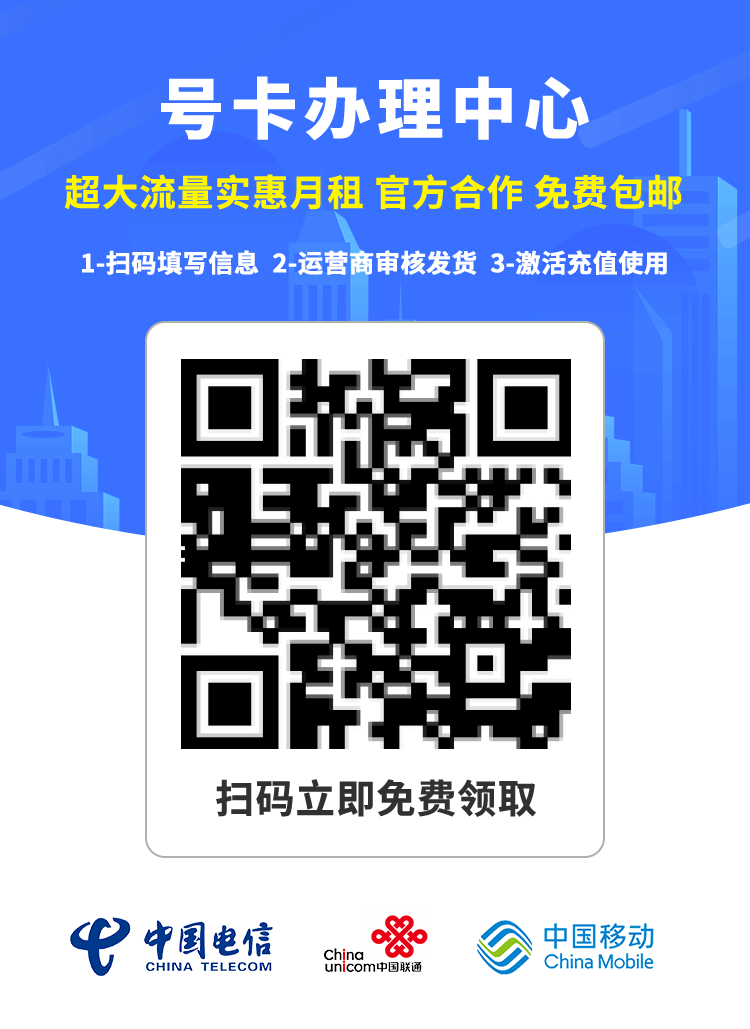 号卡办理中心
超大流量实惠月租 官方合作 免费包邮
1-扫码填写信息 2-运营商审核发货 3-激活充值使用
扫码立即免费领取
中国电信
CHINA TELECOM
China
unicom中国联通
中国移动
China Mobile